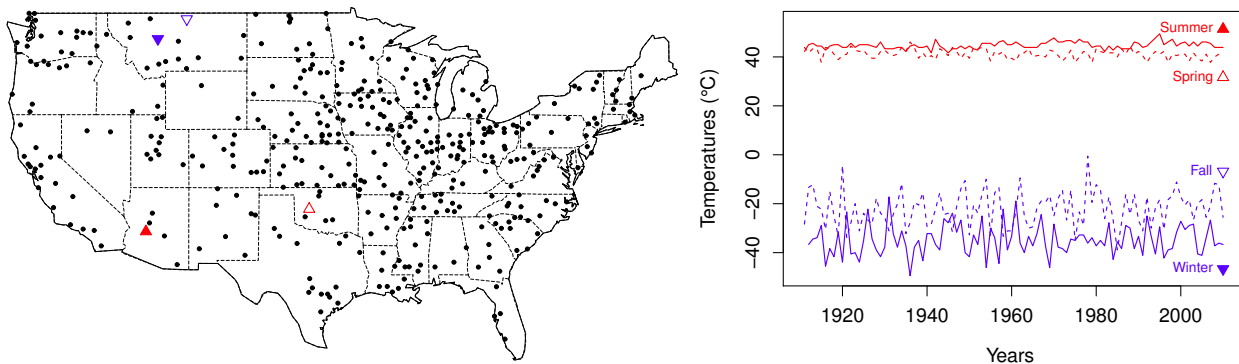 Summer
Spring
Fall
Winter
Temperatures (°C)
40
20
0
−20
−40
1920
1940
1960
1980
2000
Years